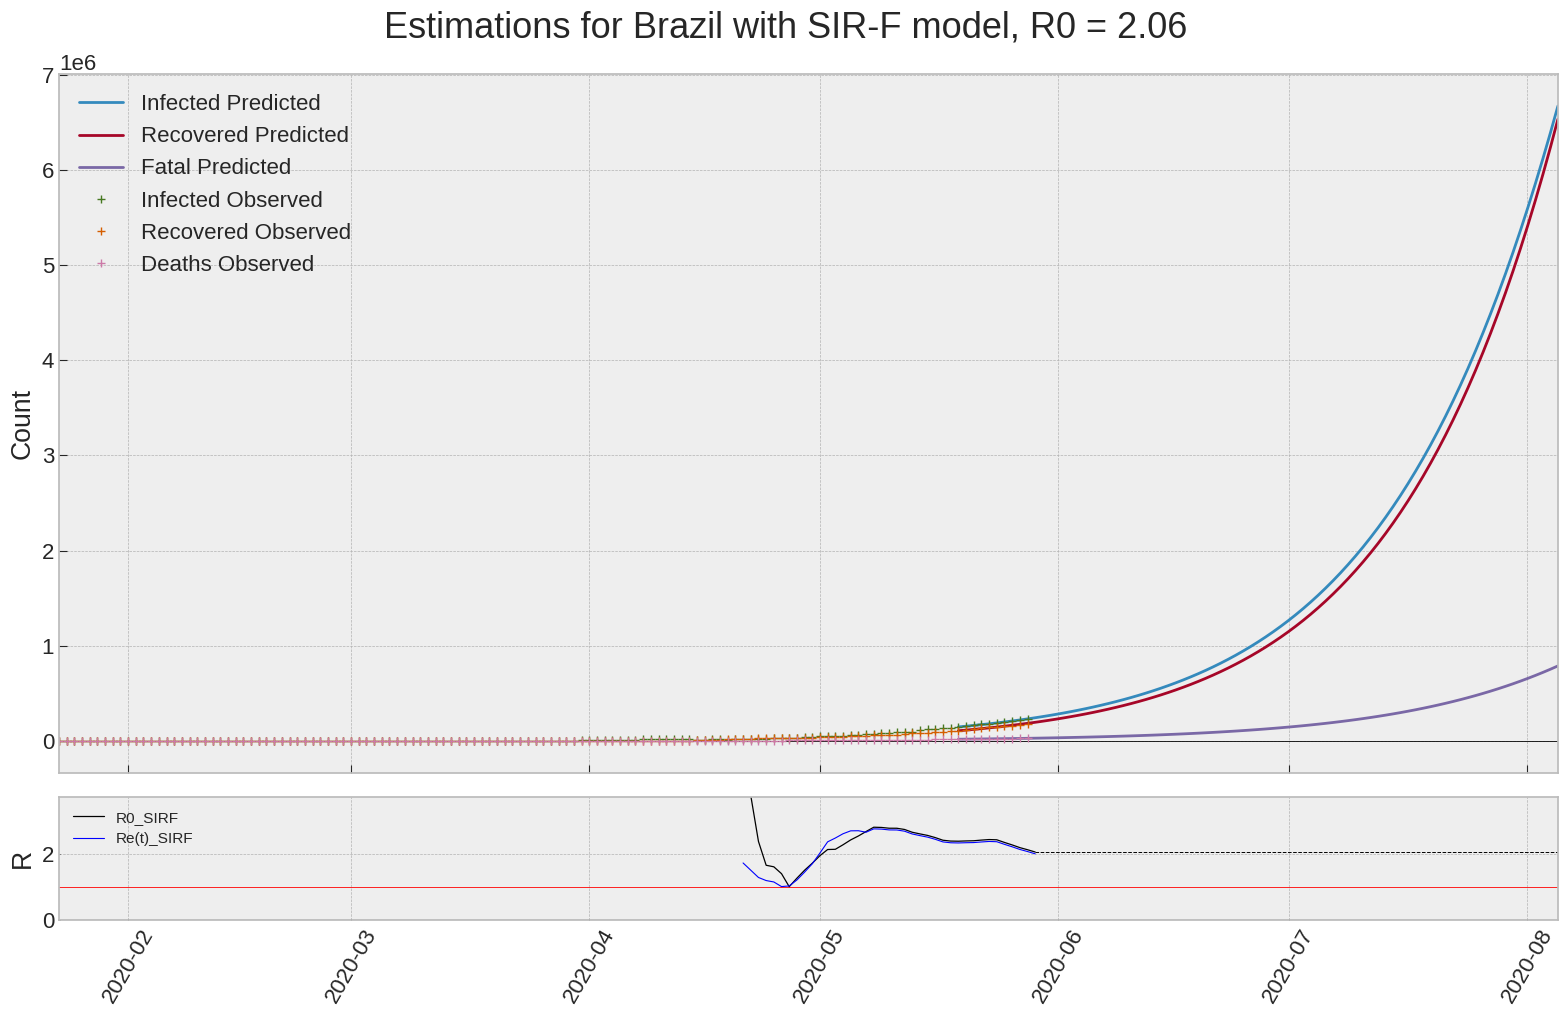 Estimations for Brazil with SIR-F model, R0 = 2.06
1e6
7
6
5
4
3
2
1
0
Count
Infected Predicted
Recovered Predicted
Fatal Predicted
Infected Observed
Recovered Observed
Deaths Observed
R0_SIRF
Re(t)_SIRF
R
2
0
2020-02
2020-03
2020-04
2020-05
2020-06
2020-07
2020-08